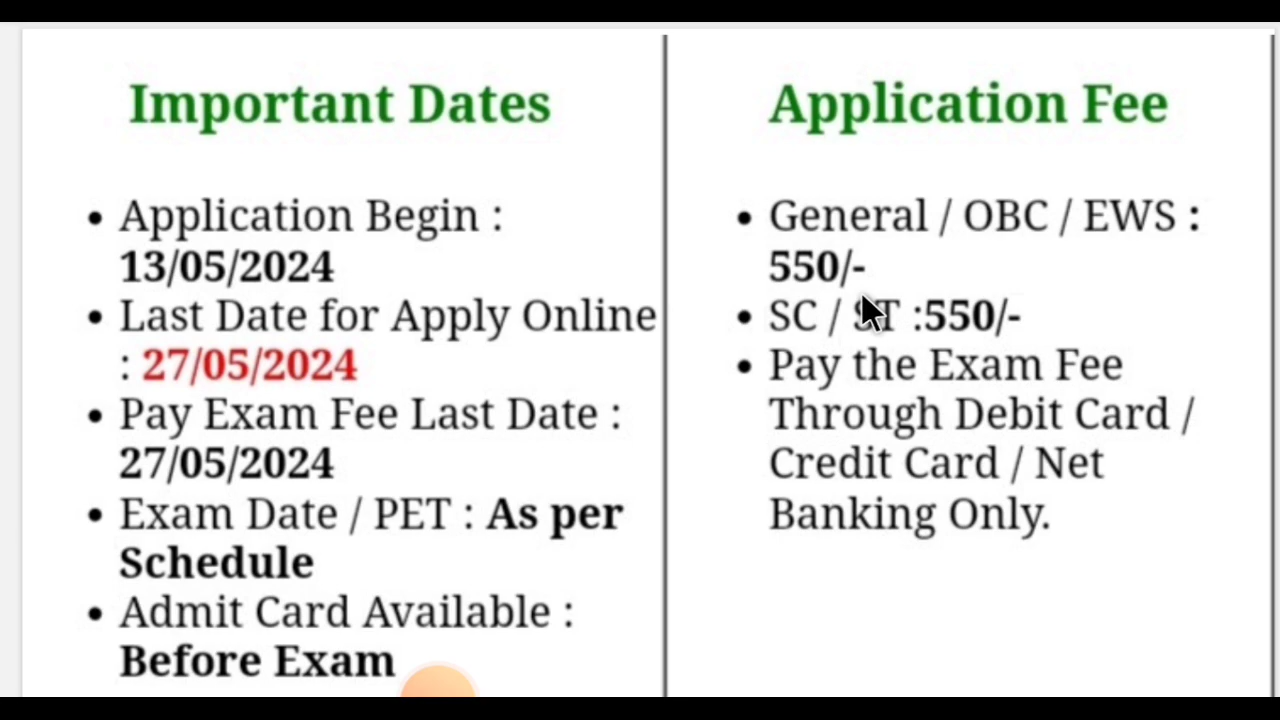 Important Dates
Application Begin :
13/05/2024
Last Date for Apply Online
: 27/05/2024
Pay Exam Fee Last Date :
27/05/2024
Exam Date / PET : As per
Schedule
Admit Card Available :
Before Exam
Application Fee
General / OBC / EWS :
550/-
SC / ST :550/-
Pay the Exam Fee
Through Debit Card /
Credit Card / Net
Banking Only.